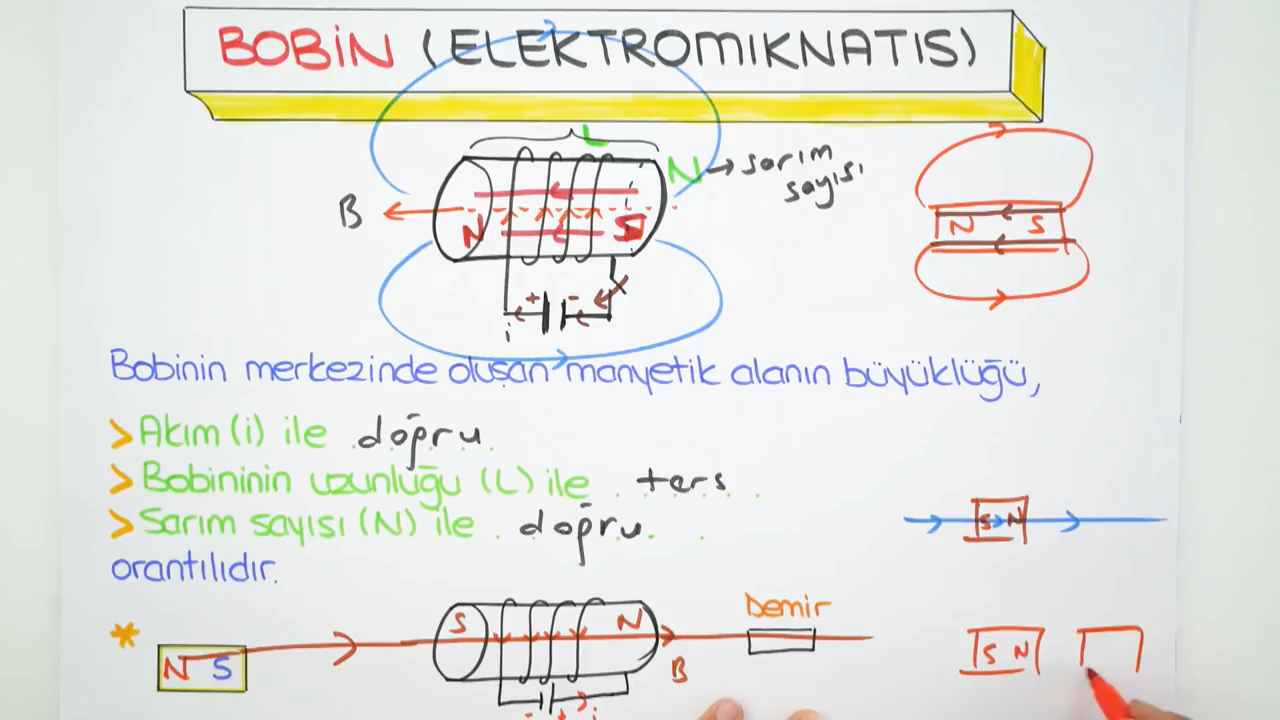 BOBİN (ELEKTROMIKNATIS)
L
N → sarım
sayısı
B
N S
N S
+ -
i
Bobinin merkezinde oluşan manyetik alanın büyüklüğü,
> Akım (i) ile doğru
> Bobininin uzunluğu (L) ile ters
> Sarım sayısı (N) ile doğru
orantılıdır.
S N
Demir
* N S
S N
B
S N
- + i